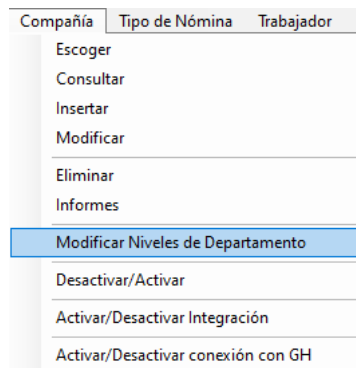 Compañía Tipo de Nómina Trabajador
Escoger
Consultar
Insertar
Modificar
Eliminar
Informes
Modificar Niveles de Departamento
Desactivar/Activar
Activar/Desactivar Integración
Activar/Desactivar conexión con GH